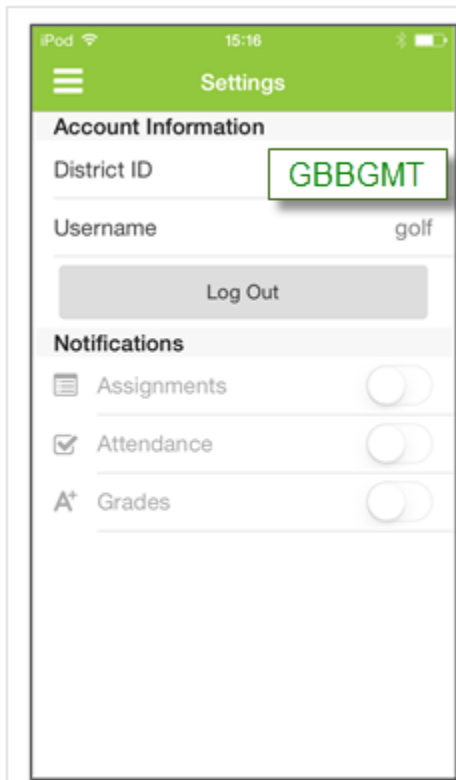 iPod 15:16
Settings
Account Information
District ID GBBGMT
Username golf
Log Out
Notifications
Assignments
Attendance
A+ Grades